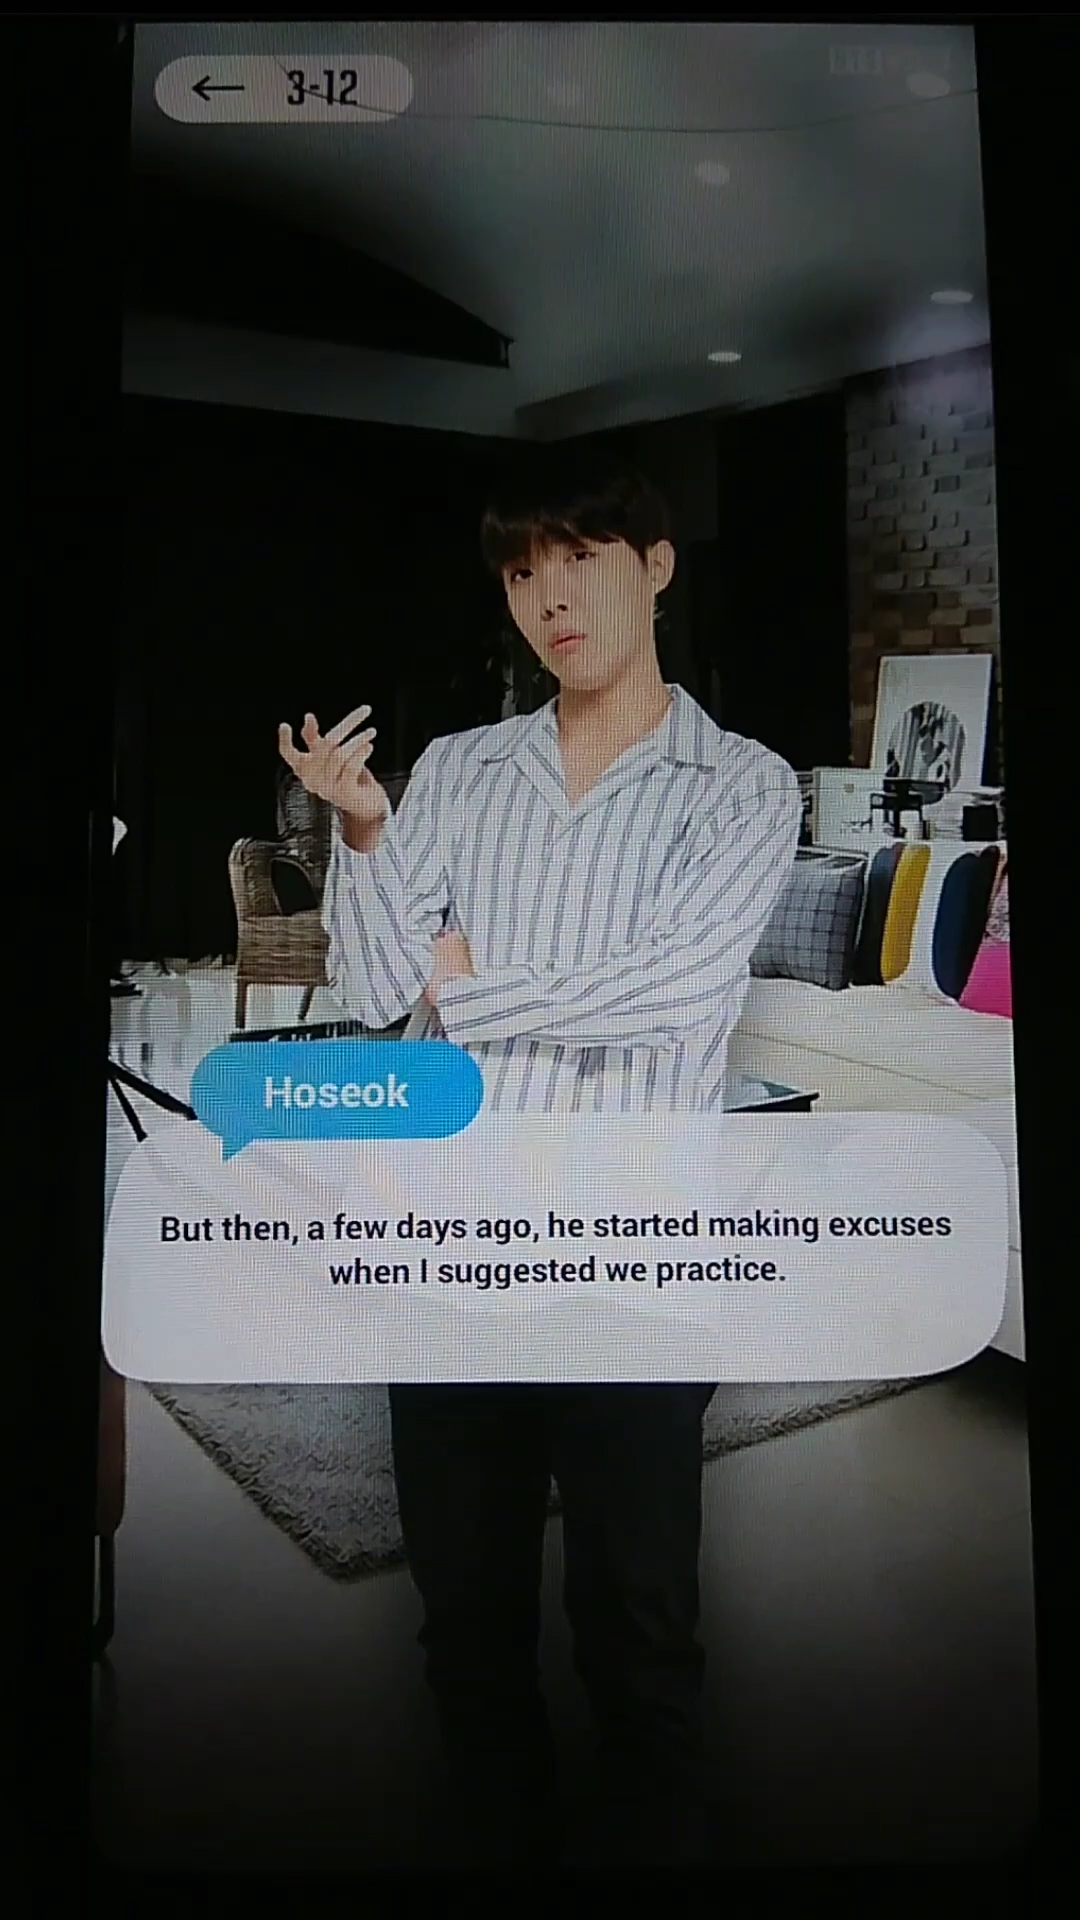 3-12
Hoseok
But then, a few days ago, he started making excuses
when I suggested we practice.